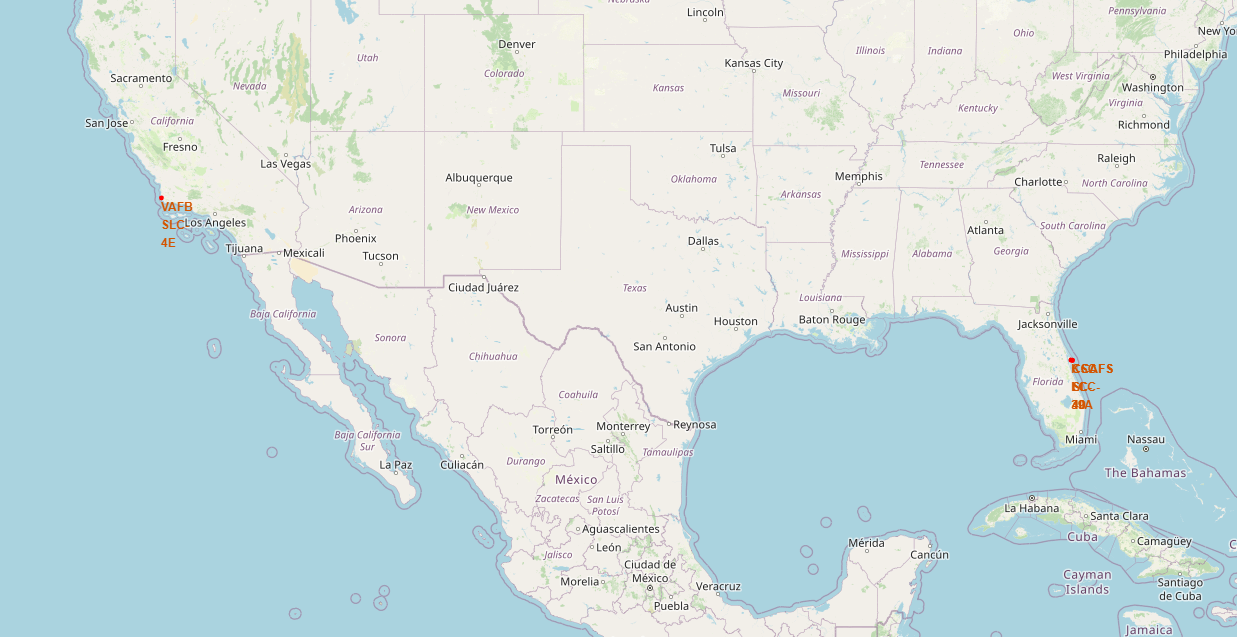 Nebraska
Lincoln
Pennsylvania
New Yo
Ohio
Illinois
Indiana
Denver
Utah
Colorado
Kansas City
Philadelphia
Sacramento
Nevada
Kansas
Missouri
West Virginia
Washington
Kentucky
Virginia
San Jose
California
Richmond
Fresno
Las Vegas
Tulsa
Raleigh
Tennessee
Albuquerque
Oklahoma
Memphis
Charlotte
North Carolina
Arkansas
VAFB
SLC-
4E
Los Angeles
Arizona
New Mexico
Atlanta
South Carolina
Phoenix
Dallas
Tijuana
Mexicali
Tucson
Mississippi
Alabama
Georgia
Ciudad Juárez
Texas
Louisiana
Baja California
Austin
Houston
Baton Rouge
Jacksonville
Sonora
San Antonio
Chihuahua
Florida
Coahuila
Torreón
Monterrey
Reynosa
Baja California
Sur
Saltillo
Tamaulipas
Miami
Nassau
La Paz
Culiacán
Durango
México
The Bahamas
Zacatecas
San Luis
Potosí
La Habana
Santa Clara
Aguascalientes
Cuba
Camagüey
Jalisco
León
Mérida
Cancún
Ciudad de
México
Morelia
Veracruz
Cayman
Islands
Santiago
de Cuba
Puebla
Jamaica